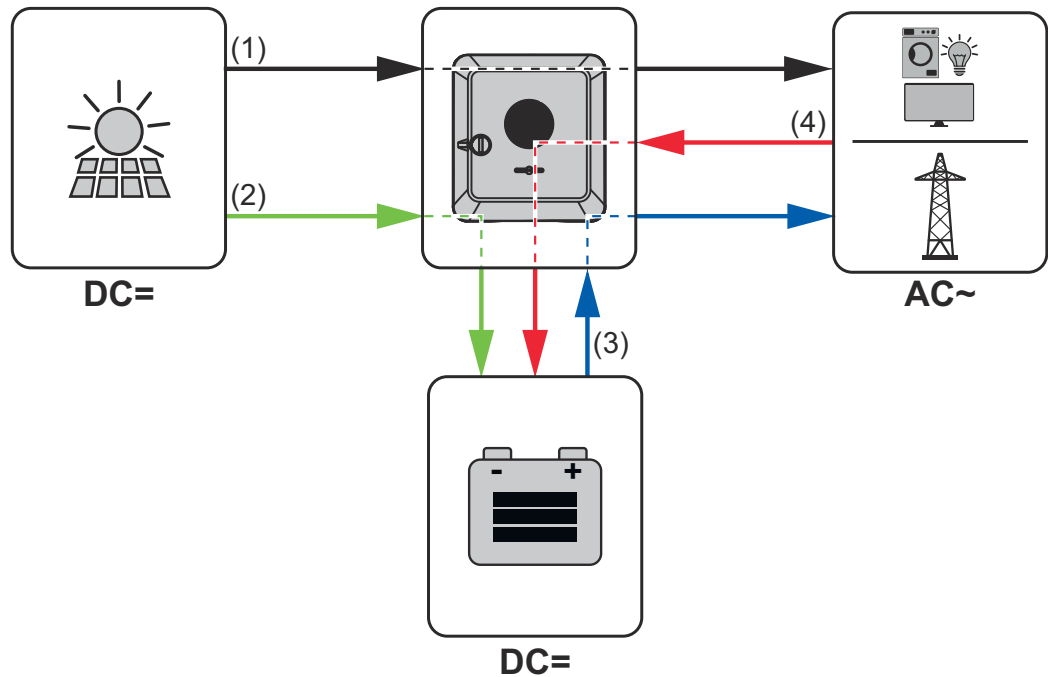 (1)
(2)
(4)
DC=
AC~
(3)
- +
DC=